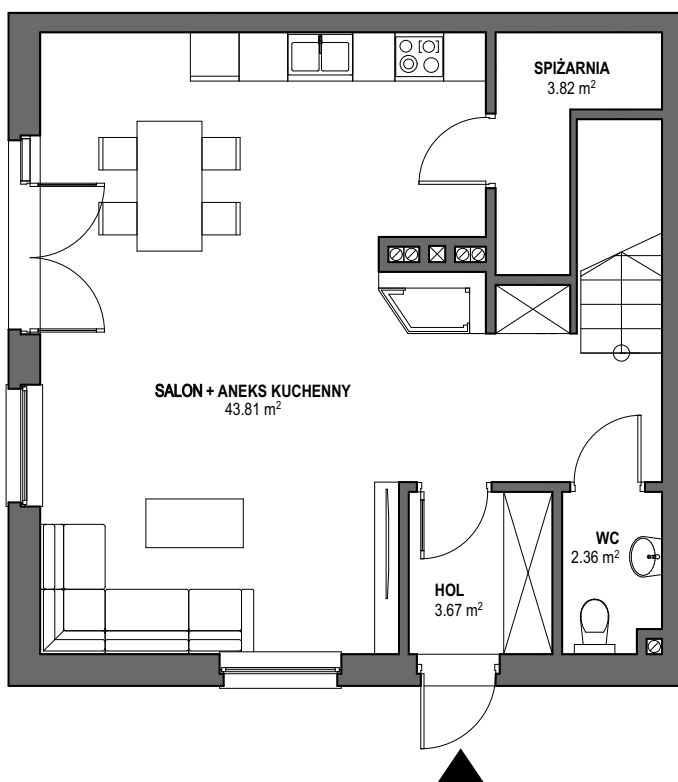 SPIŻARNIA
3.82 m²
SALON + ANEKS KUCHENNY
43.81 m²
WC
2.36 m²
HOL
3.67 m²